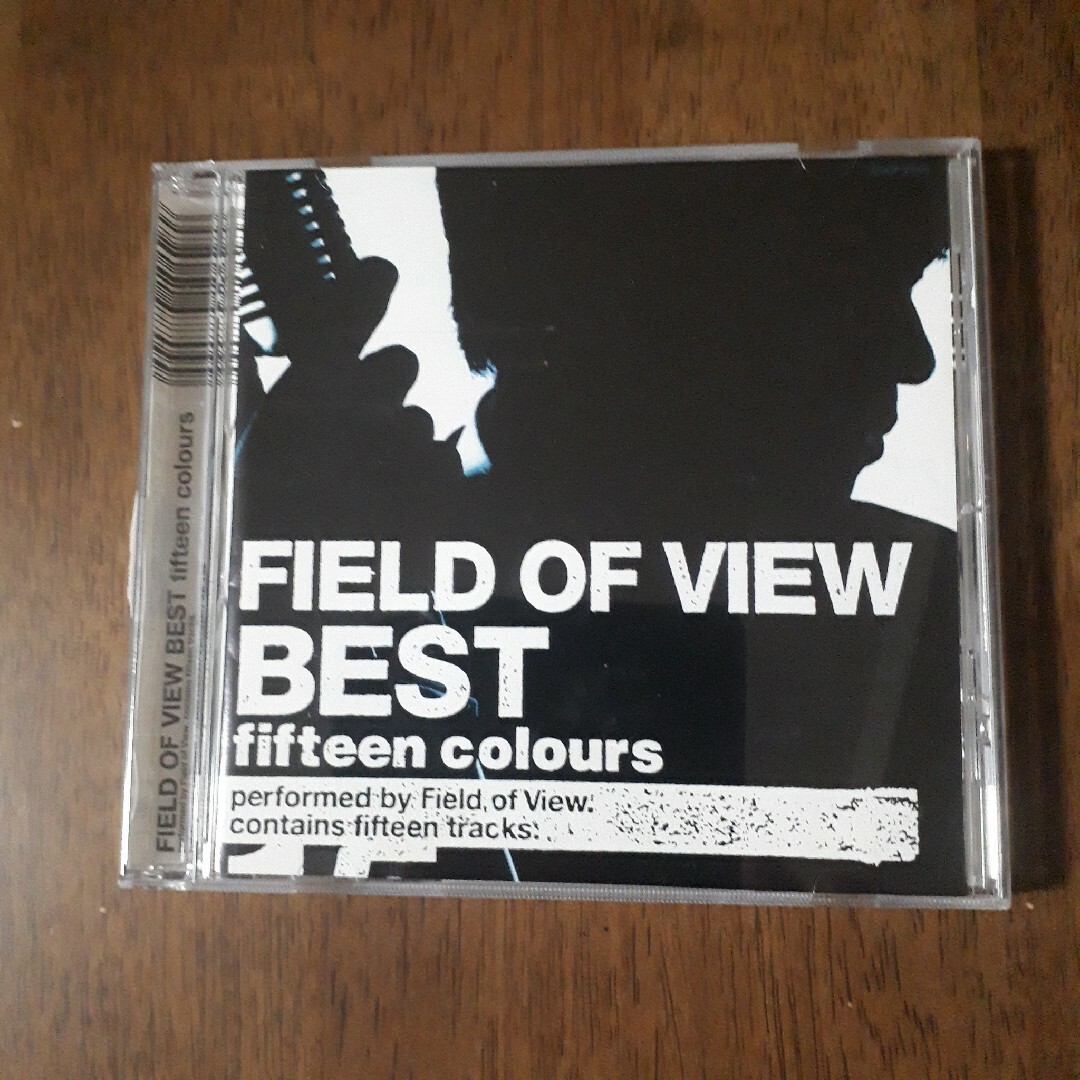 FIELD OF VIEW BEST fifteen colours
FIELD OF VIEW
BEST
fifteen colours
performed by Field of View.
contains fifteen tracks.